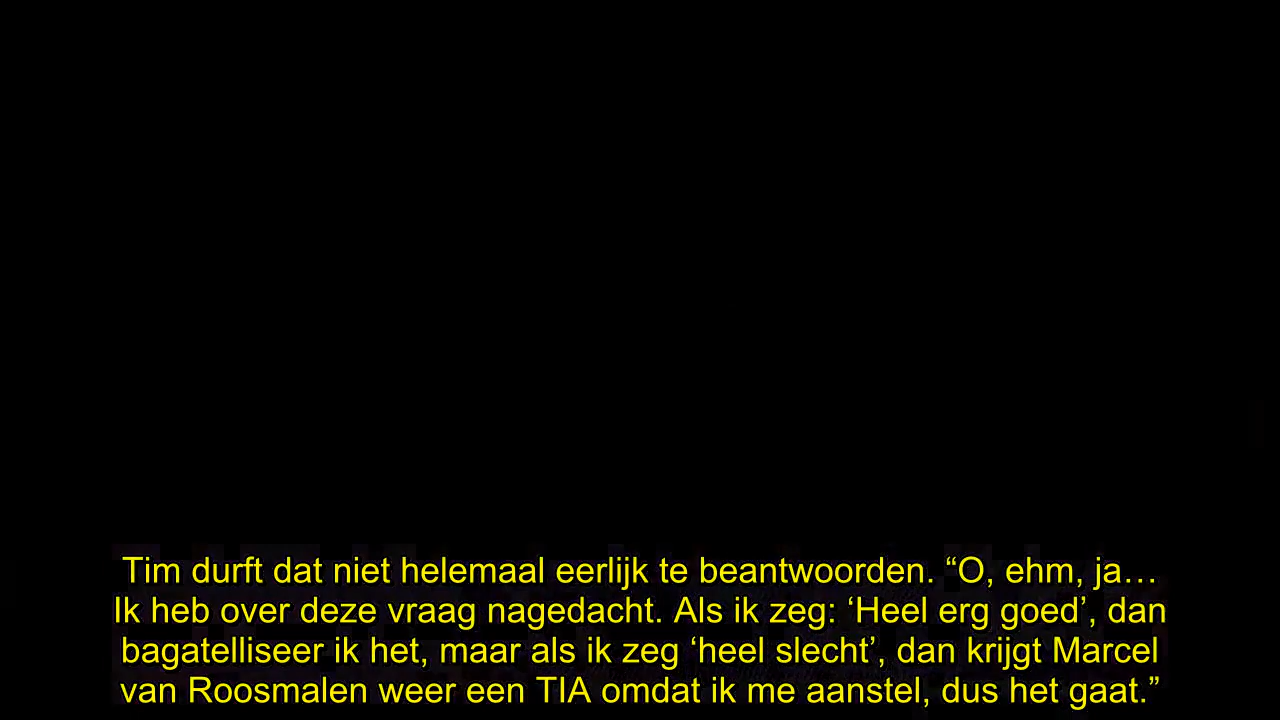 Tim durft dat niet helemaal eerlijk te beantwoorden. “O, ehm, ja…
Ik heb over deze vraag nagedacht. Als ik zeg: ‘Heel erg goed’, dan
bagatelliseer ik het, maar als ik zeg ‘heel slecht’, dan krijgt Marcel
van Roosmalen weer een TIA omdat ik me aanstel, dus het gaat.”